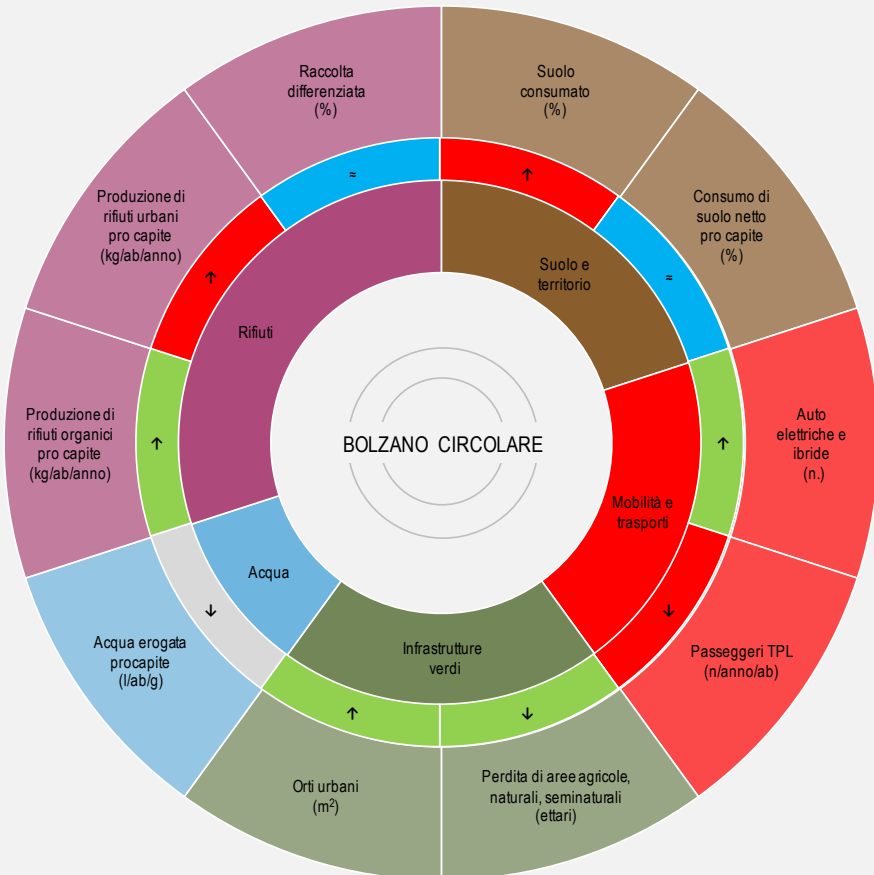 Raccolta
differenziata
(%)
≈
Suolo
consumato
(%)
↑
Consumo di
suolo netto
pro capite
(%)
≈
Auto
elettriche e
ibride
(n.)
↑
Passeggeri TPL
(n/anno/ab)
↓
Perdita di aree agricole,
naturali, seminaturali
(ettari)
↓
Orti urbani
(m²)
↑
Acqua erogata
procapite
(l/ab/g)
↓
Produzione di
rifiuti organici
pro capite
(kg/ab/anno)
↑
Produzione di
rifiuti urbani
pro capite
(kg/ab/anno)
↑
Rifiuti
Suolo e
territorio
Mobilità e
trasporti
Infrastrutture
verdi
Acqua
BOLZANO CIRCOLARE